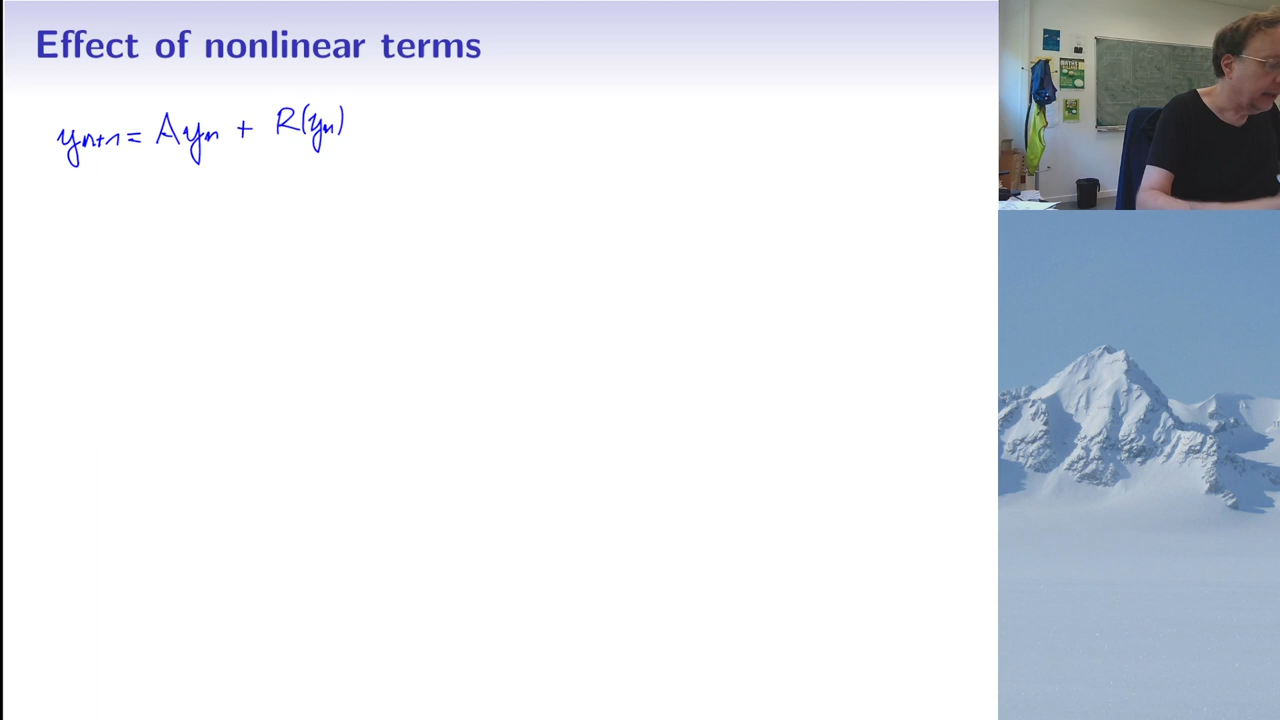 Effect of nonlinear terms
yₙ₊₁ = Ayₙ + R(yₙ)